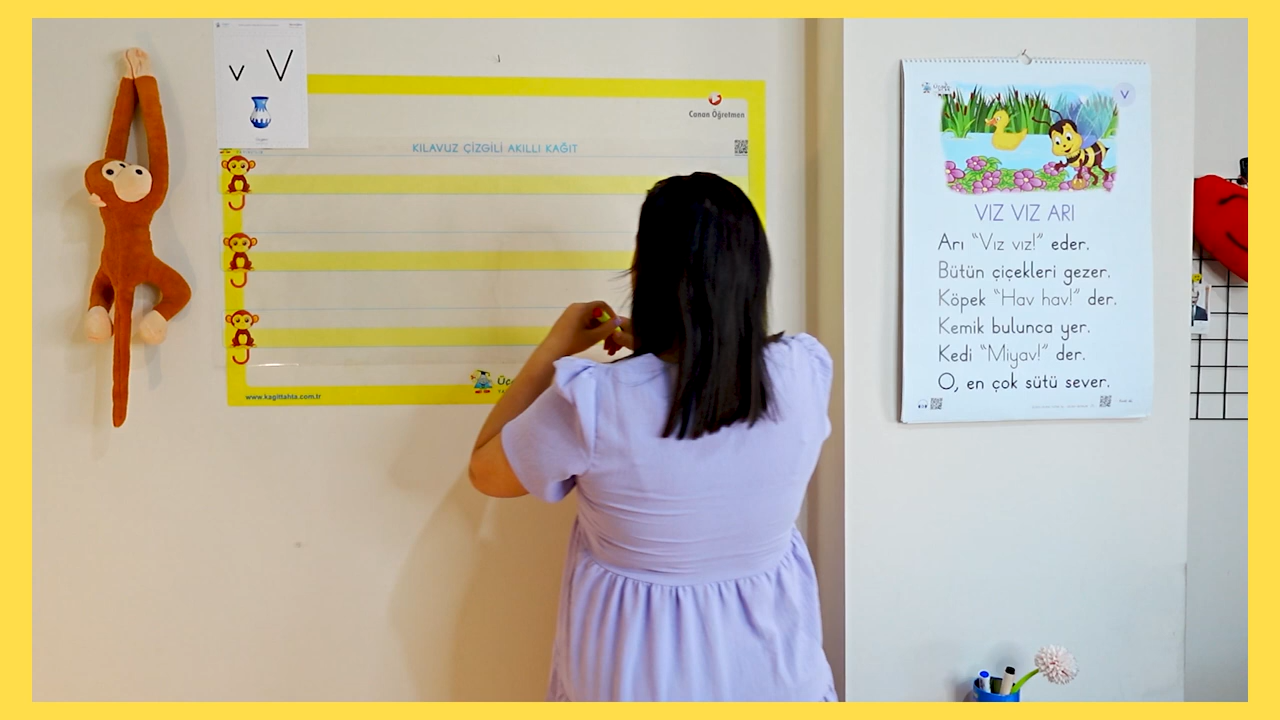 v V
Canan Öğretmen
KILAVUZ ÇİZGİLİ AKILLI KAĞIT
www.kagittahta.com.tr
v
VIZ VIZ ARI
Arı “Vız vız!” eder.
Bütün çiçekleri gezer.
Köpek “Hav hav!” der.
Kemik bulunca yer.
Kedi “Miyav!” der.
O, en çok sütü sever.